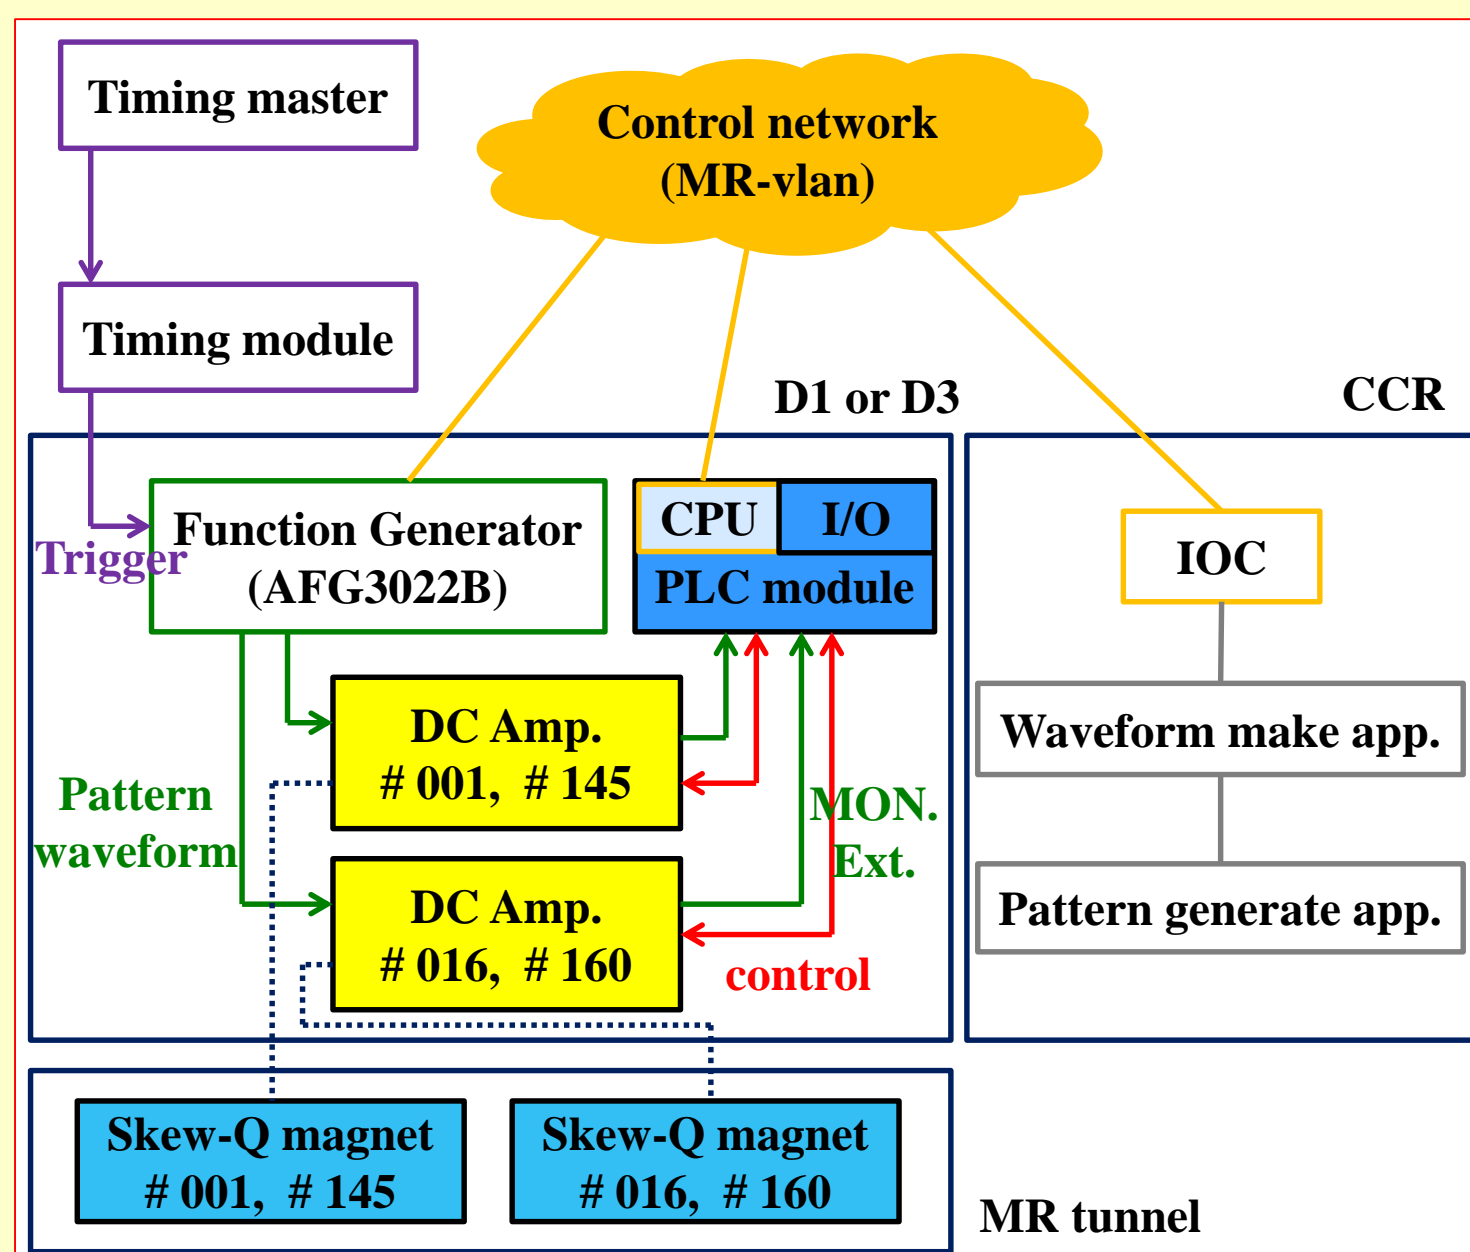 Timing master
Control network
(MR-vlan)
Timing module
D1 or D3
CCR
Trigger
Function Generator
(AFG3022B)
CPU
I/O
PLC module
IOC
DC Amp.
# 001, # 145
Waveform make app.
Pattern
waveform
MON.
Ext.
DC Amp.
# 016, # 160
control
Pattern generate app.
Skew-Q magnet
# 001, # 145
Skew-Q magnet
# 016, # 160
MR tunnel